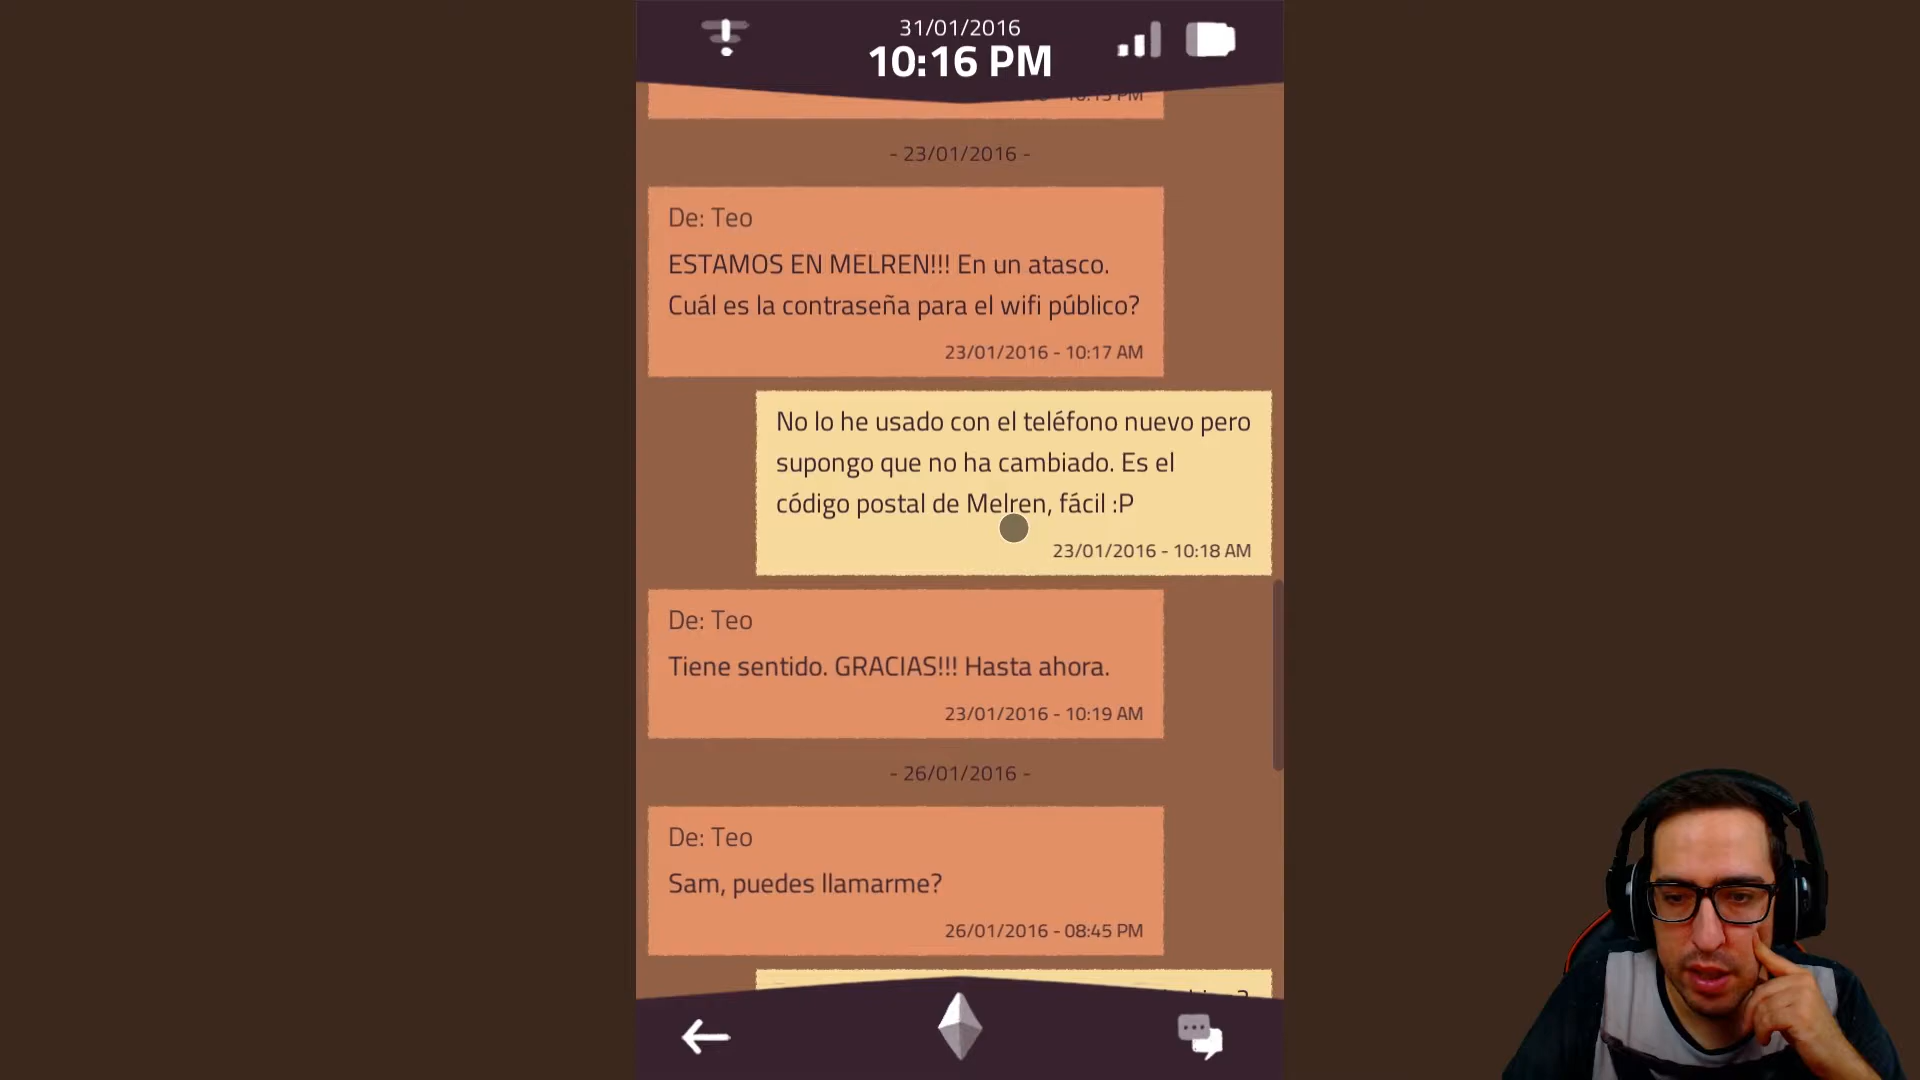 31/01/2016
10:16 PM
10:15 PM
- 23/01/2016 -
De: Teo
ESTAMOS EN MELREN!!! En un atasco.
Cuál es la contraseña para el wifi público?
23/01/2016 - 10:17 AM
No lo he usado con el teléfono nuevo pero
supongo que no ha cambiado. Es el
código postal de Melren, fácil :P
23/01/2016 - 10:18 AM
De: Teo
Tiene sentido. GRACIAS!!! Hasta ahora.
23/01/2016 - 10:19 AM
- 26/01/2016 -
De: Teo
Sam, puedes llamarme?
26/01/2016 - 08:45 PM